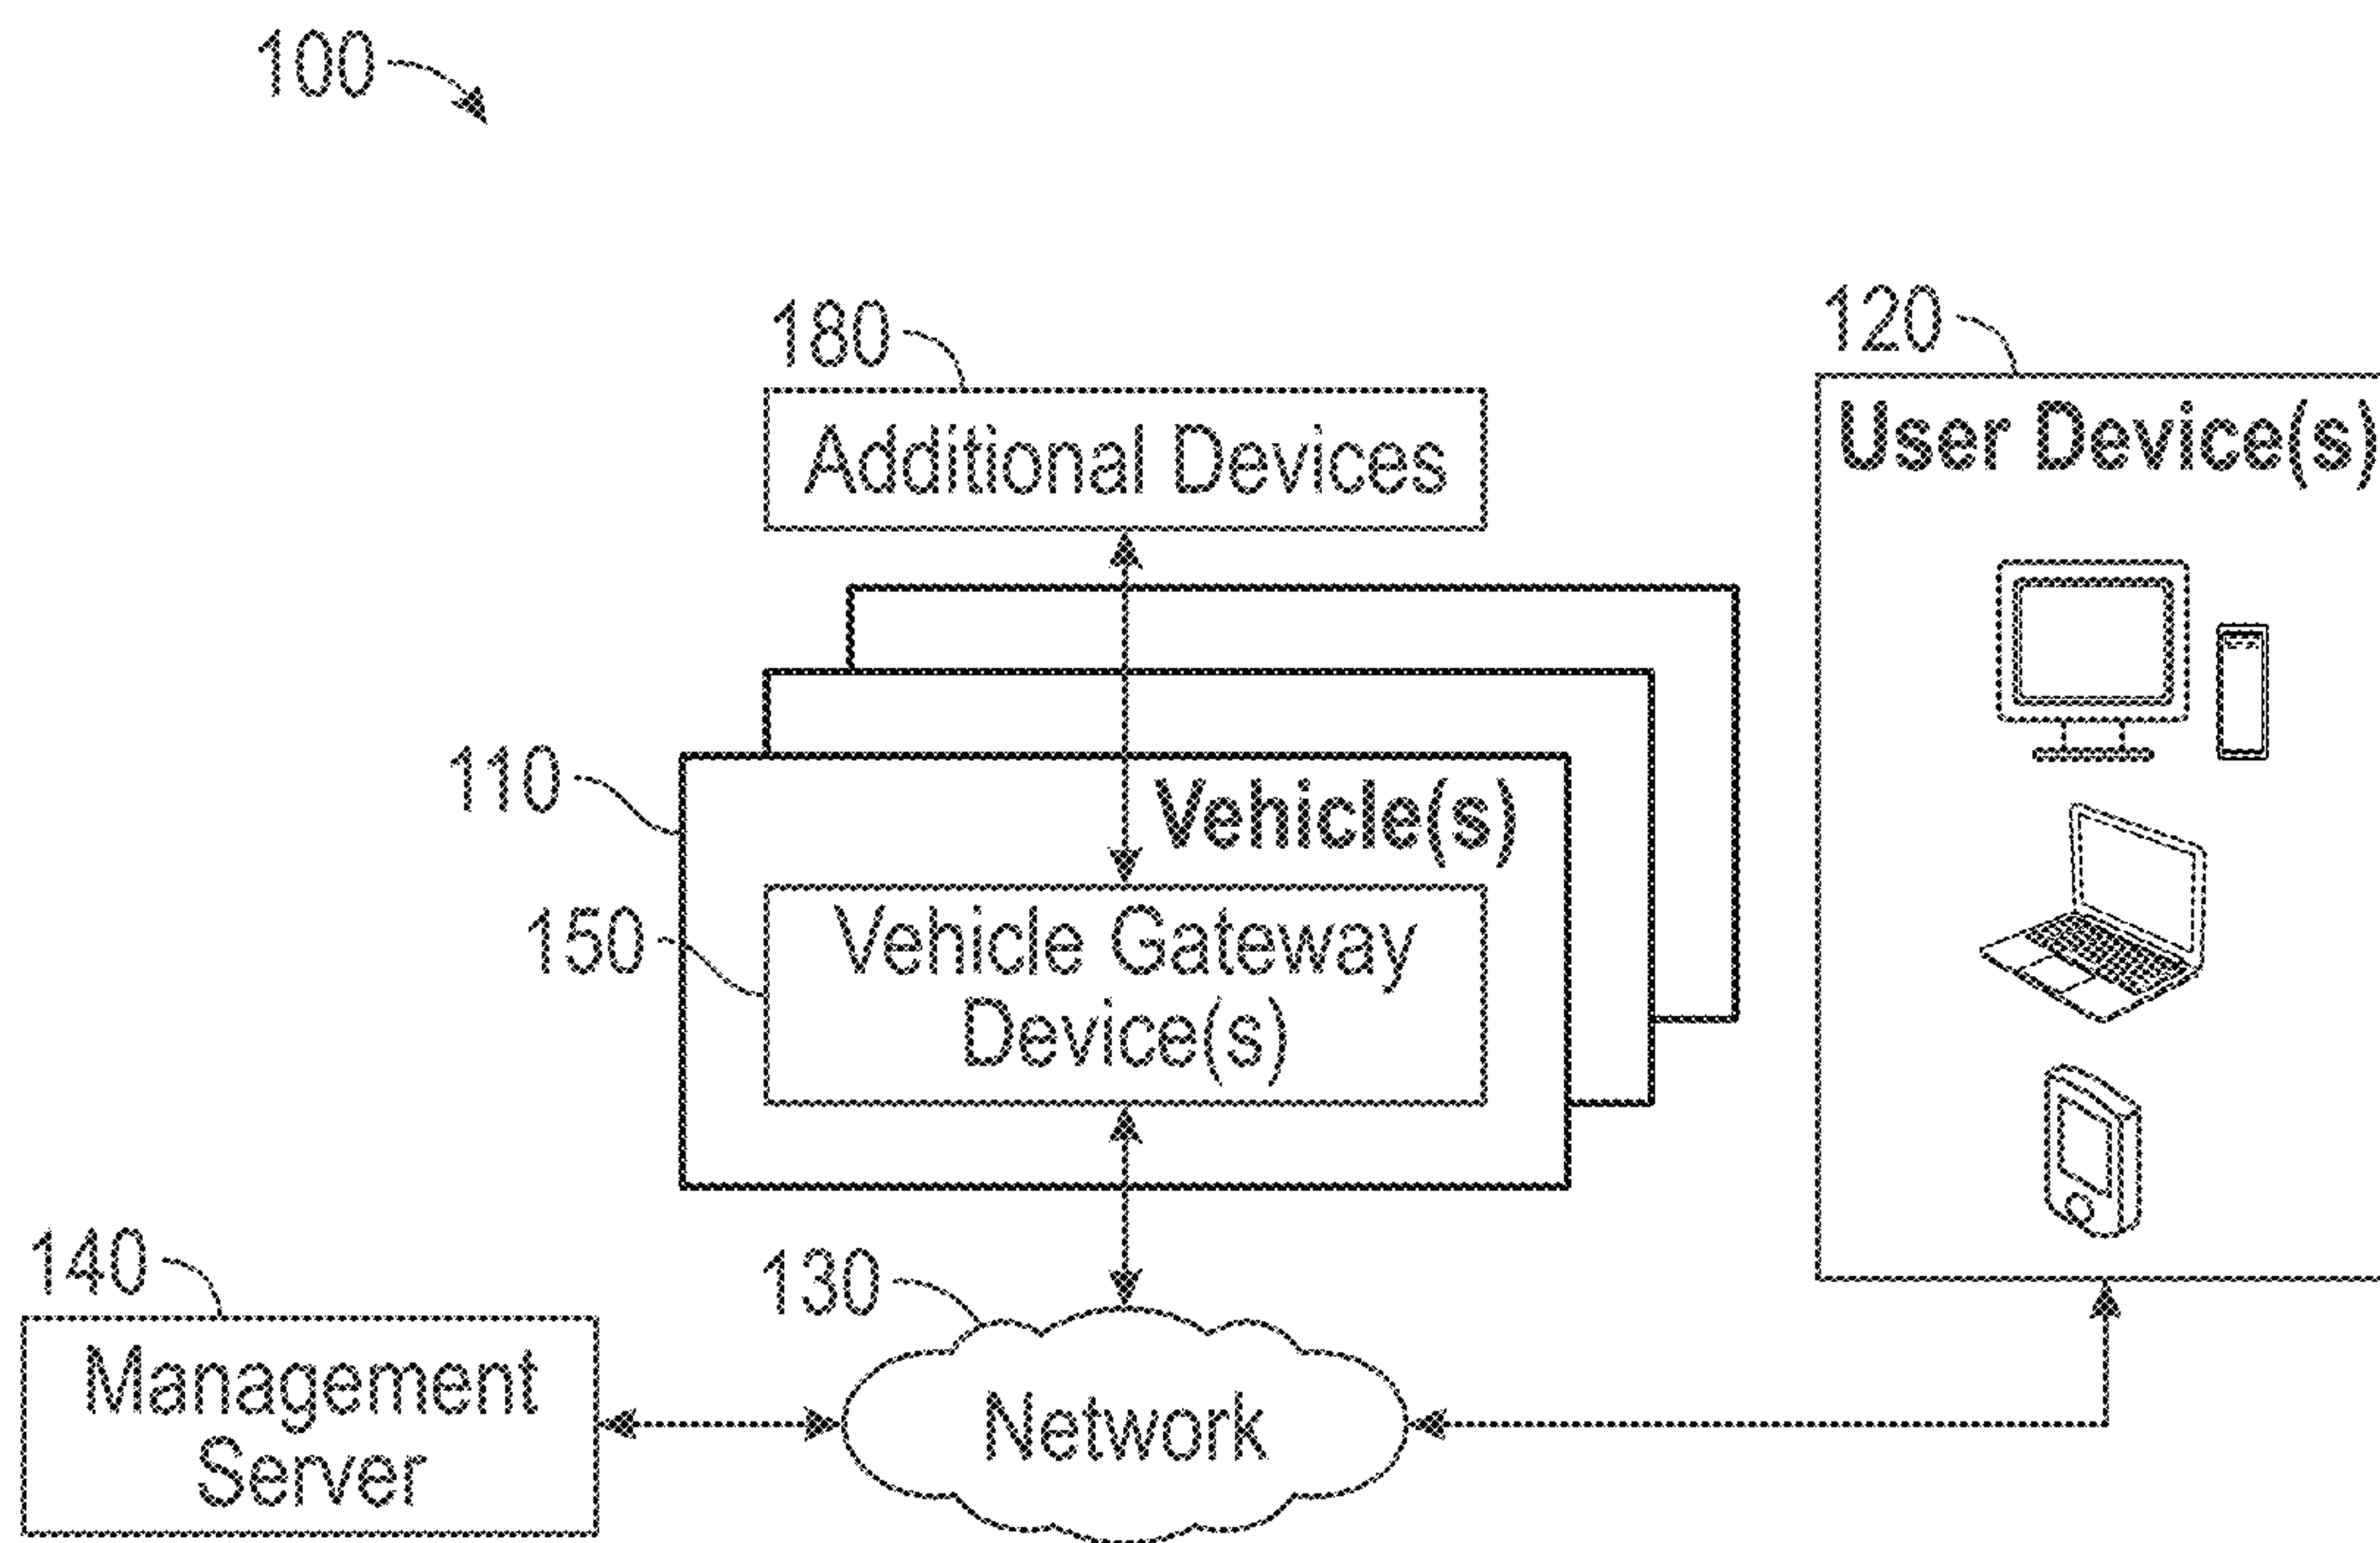 100
180
Additional Devices
120
User Device(s)
110
Vehicle(s)
150
Vehicle Gateway
Device(s)
140
Management
Server
130
Network